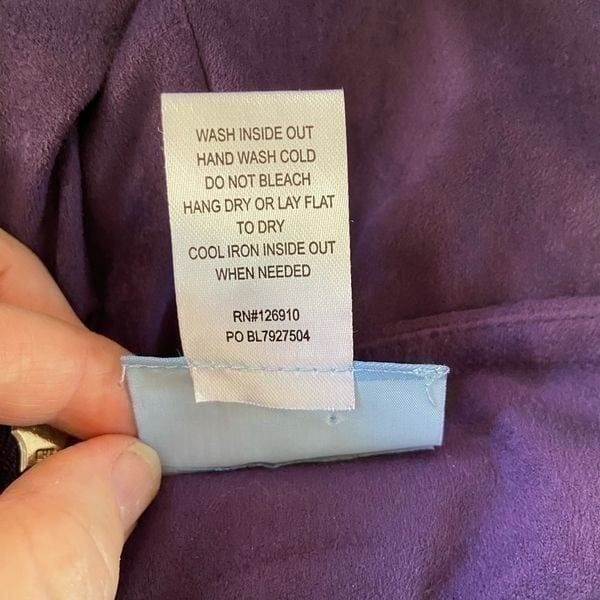 WASH INSIDE OUT
HAND WASH COLD
DO NOT BLEACH
HANG DRY OR LAY FLAT
TO DRY
COOL IRON INSIDE OUT
WHEN NEEDED
RN#126910
PO BL7927504